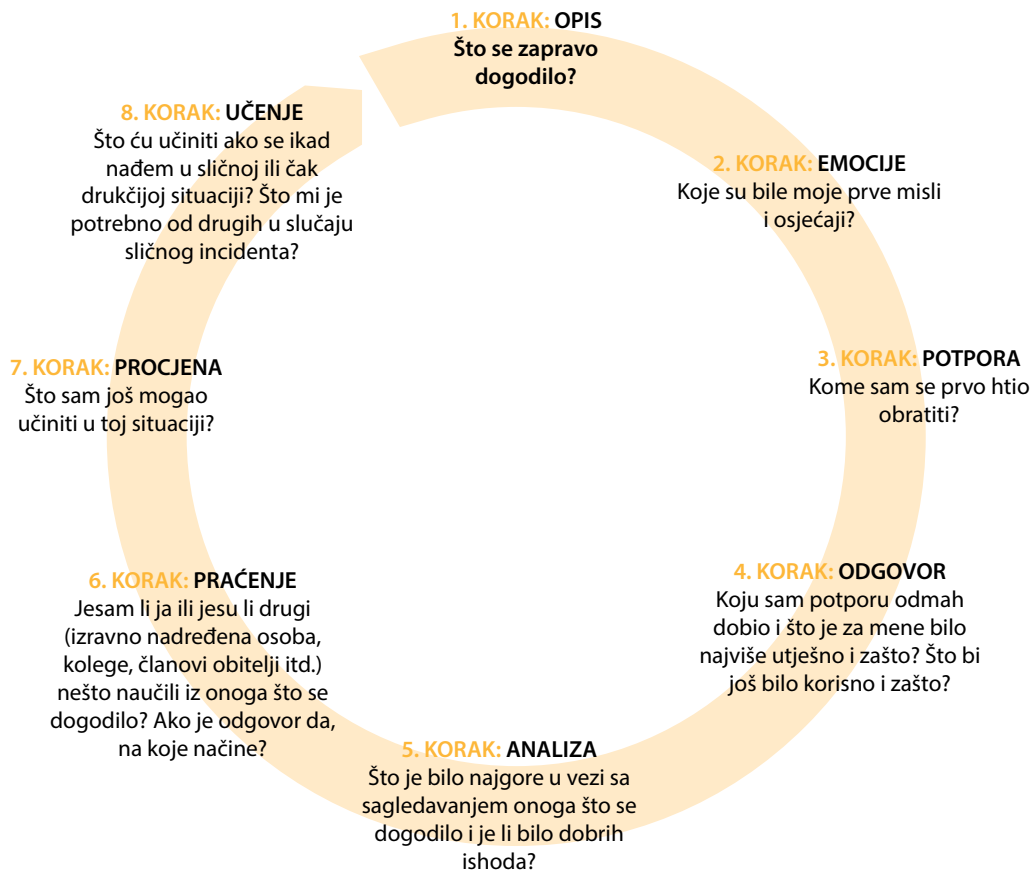 1. KORAK: OPIS
Što se zapravo
dogodilo?
2. KORAK: EMOCIJE
Koje su bile moje prve misli
i osjećaji?
3. KORAK: POTPORA
Kome sam se prvo htio
obratiti?
4. KORAK: ODGOVOR
Koju sam potporu odmah
dobio i što je za mene bilo
najviše utješno i zašto? Što bi
još bilo korisno i zašto?
5. KORAK: ANALIZA
Što je bilo najgore u vezi sa
sagledavanjem onoga što se
dogodilo i je li bilo dobrih
ishoda?
6. KORAK: PRAĆENJE
Jesam li ja ili jesu li drugi
(izravno nadređena osoba,
kolege, članovi obitelji itd.)
nešto naučili iz onoga što se
dogodilo? Ako je odgovor da,
na koje načine?
7. KORAK: PROCJENA
Što sam još mogao
učiniti u toj situaciji?
8. KORAK: UČENJE
Što ću učiniti ako se ikad
nađem u sličnoj ili čak
drukčijoj situaciji? Što mi je
potrebno od drugih u slučaju
sličnog incidenta?